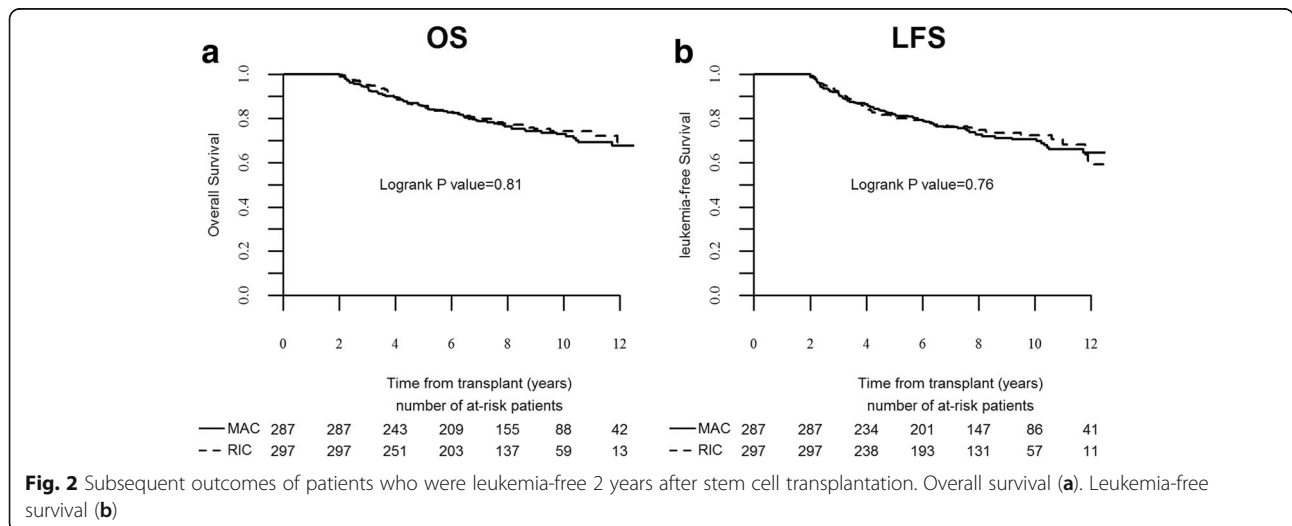 a OS
Overall Survival
1.0
0.8
0.6
0.4
0.2
0.0
Logrank P value=0.81
0 2 4 6 8 10 12
Time from transplant (years)
number of at-risk patients
MAC 287 287 243 209 155 88 42
RIC 297 297 251 203 137 59 13
b LFS
leukemia-free Survival
1.0
0.8
0.6
0.4
0.2
0.0
Logrank P value=0.76
0 2 4 6 8 10 12
Time from transplant (years)
number of at-risk patients
MAC 287 287 234 201 147 86 41
RIC 297 297 238 193 131 57 11
Fig. 2 Subsequent outcomes of patients who were leukemia-free 2 years after stem cell transplantation. Overall survival (a). Leukemia-free
survival (b)